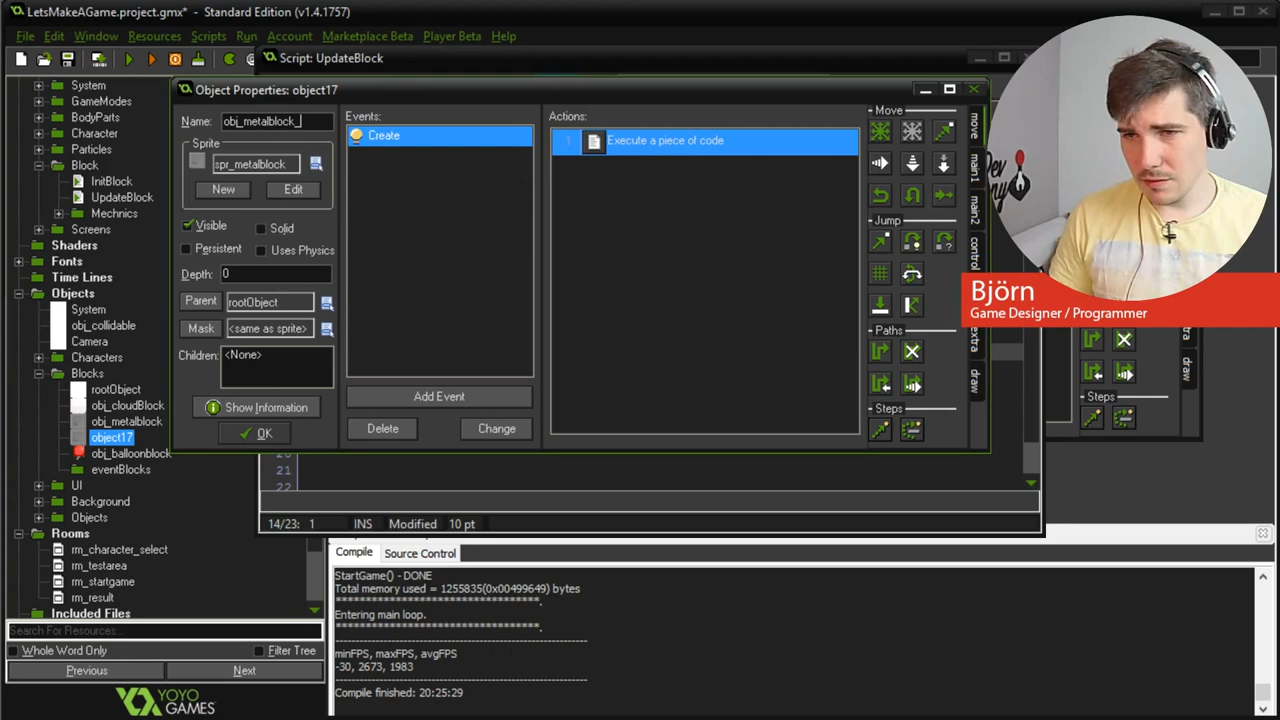 LetsMakeAGame.project.gmx* - Standard Edition (v1.4.1757)
File Edit Window Resources Scripts Run Account Marketplace Beta Player Beta Help
Script: UpdateBlock
System
GameModes
BodyParts
Character
Particles
Block
InitBlock
UpdateBlock
Mechnics
Screens
Shaders
Fonts
Time Lines
Objects
System
obj_collidable
Camera
Characters
Blocks
rootObject
obj_cloudBlock
obj_metalblock
object17
obj_balloonblock
eventBlocks
UI
Background
Objects
Rooms
rm_character_select
rm_testarea
rm_startgame
rm_result
Included Files
Search For Resources...
Whole Word Only Filter Tree
Previous Next
YOYO
GAMES™
Object Properties: object17
Name: obj_metalblock_
Sprite
spr_metalblock
New Edit
Visible Solid
Persistent Uses Physics
Depth: 0
Parent rootObject
Mask <same as sprite>
Children: <None>
Show Information
OK
Events:
Create
Add Event
Delete Change
Actions:
1 Execute a piece of code
Move
Jump
Paths
Steps
move
main1
main2
control
extra
draw
Steps
draw
21
22
14/23: 1 INS Modified 10 pt
Björn
Game Designer / Programmer
Dev
Compile Source Control
StartGame() - DONE
Total memory used = 1255835(0x00499649) bytes
**********************************.
Entering main loop.
**********************************.
minFPS, maxFPS, avgFPS
-30, 2673, 1983
Compile finished: 20:25:29